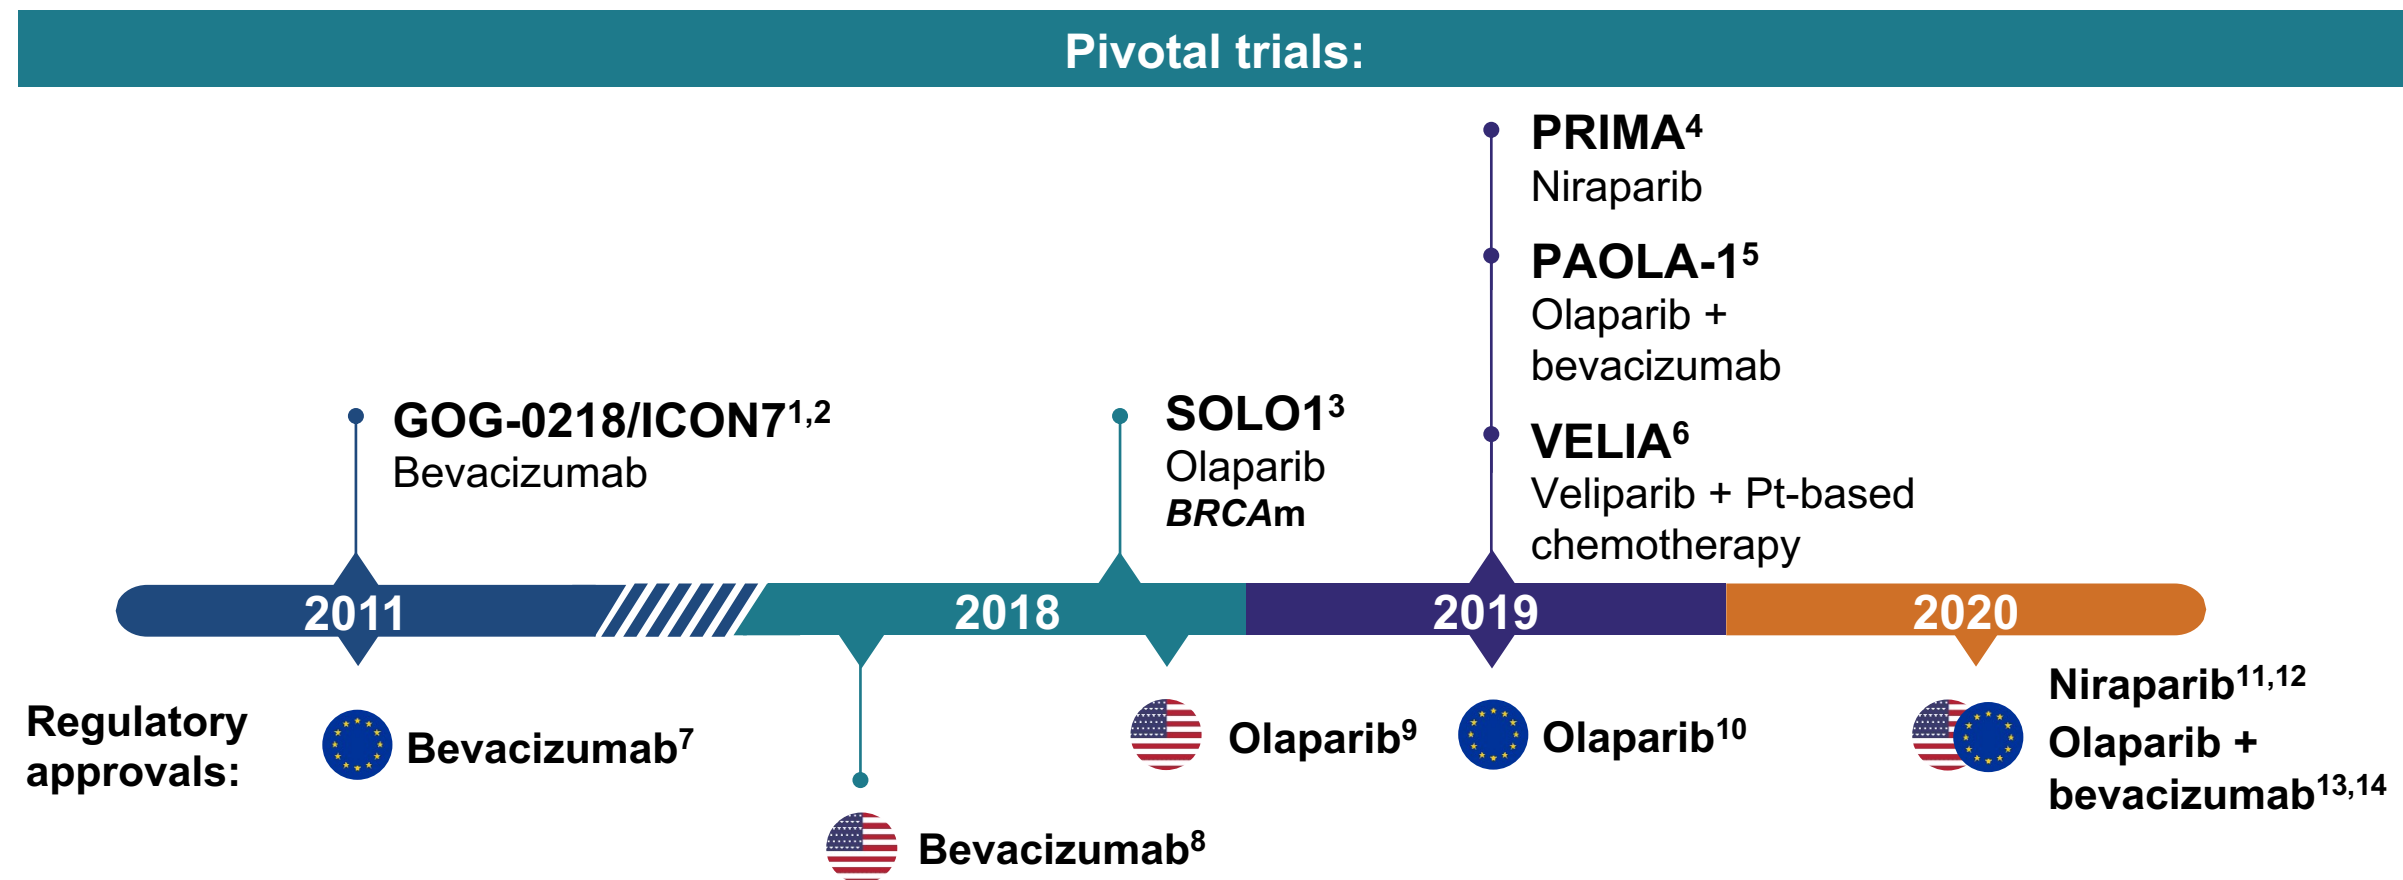 Pivotal trials:
PRIMA⁴
Niraparib
PAOLA-1⁵
Olaparib +
bevacizumab
VELIA⁶
Veliparib + Pt-based
chemotherapy
GOG-0218/ICON7¹,²
Bevacizumab
SOLO1³
Olaparib
BRCAm
2011
2018
2019
2020
Regulatory
approvals:
Bevacizumab⁷
Bevacizumab⁸
Olaparib⁹
Olaparib¹⁰
Niraparib¹¹,¹²
Olaparib +
bevacizumab¹³,¹⁴